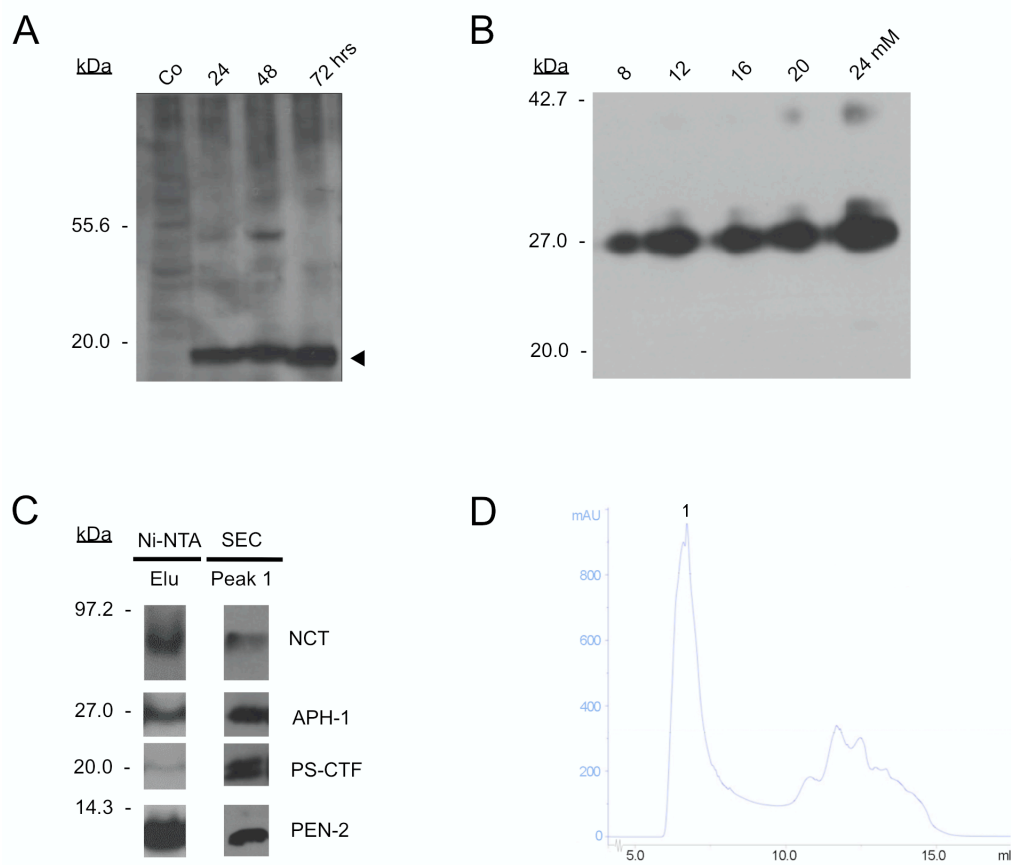 A
kDa
Co 24 48 72 hrs
55.6 -
20.0 -
B
kDa
8 12 16 20 24 mM
42.7 -
27.0 -
20.0 -
C
kDa
Ni-NTA SEC
Elu Peak 1
97.2 -
NCT
27.0 -
APH-1
20.0 -
PS-CTF
14.3 -
PEN-2
D
mAU
1
800
600
400
200
0
5.0 10.0 15.0 ml